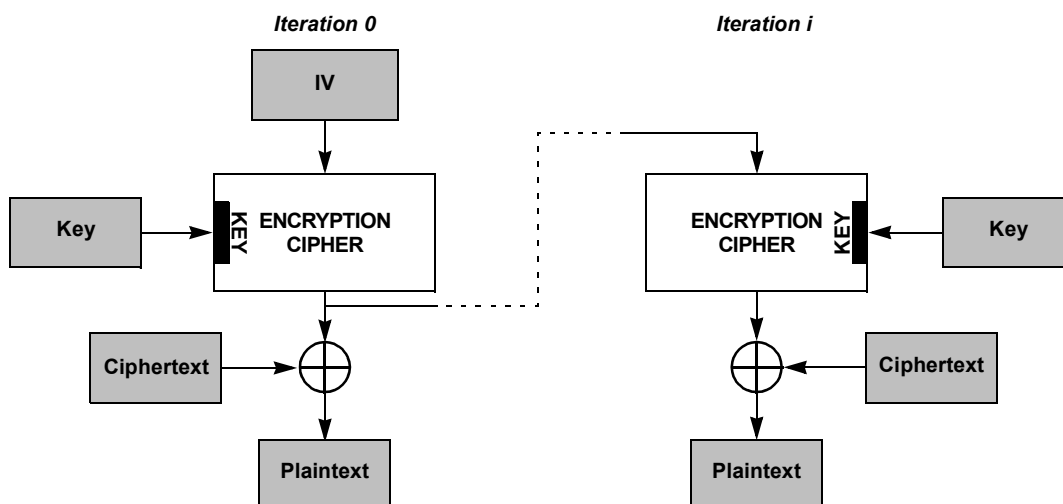 Iteration 0
Iteration i
IV
Key
KEY
ENCRYPTION
CIPHER
ENCRYPTION
CIPHER
KEY
Key
Ciphertext
Ciphertext
Plaintext
Plaintext